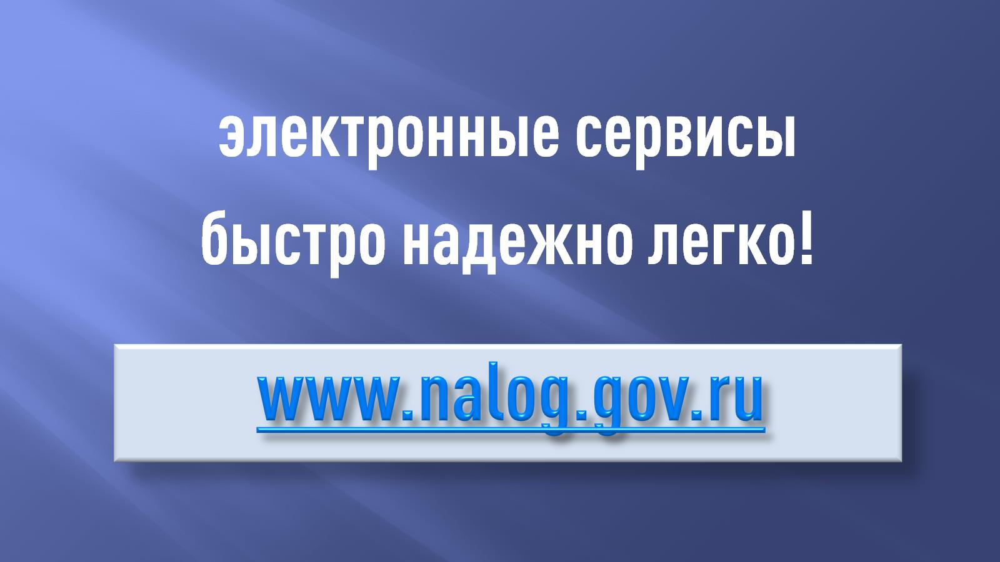 электронные сервисы
быстро надежно легко!
www.nalog.gov.ru